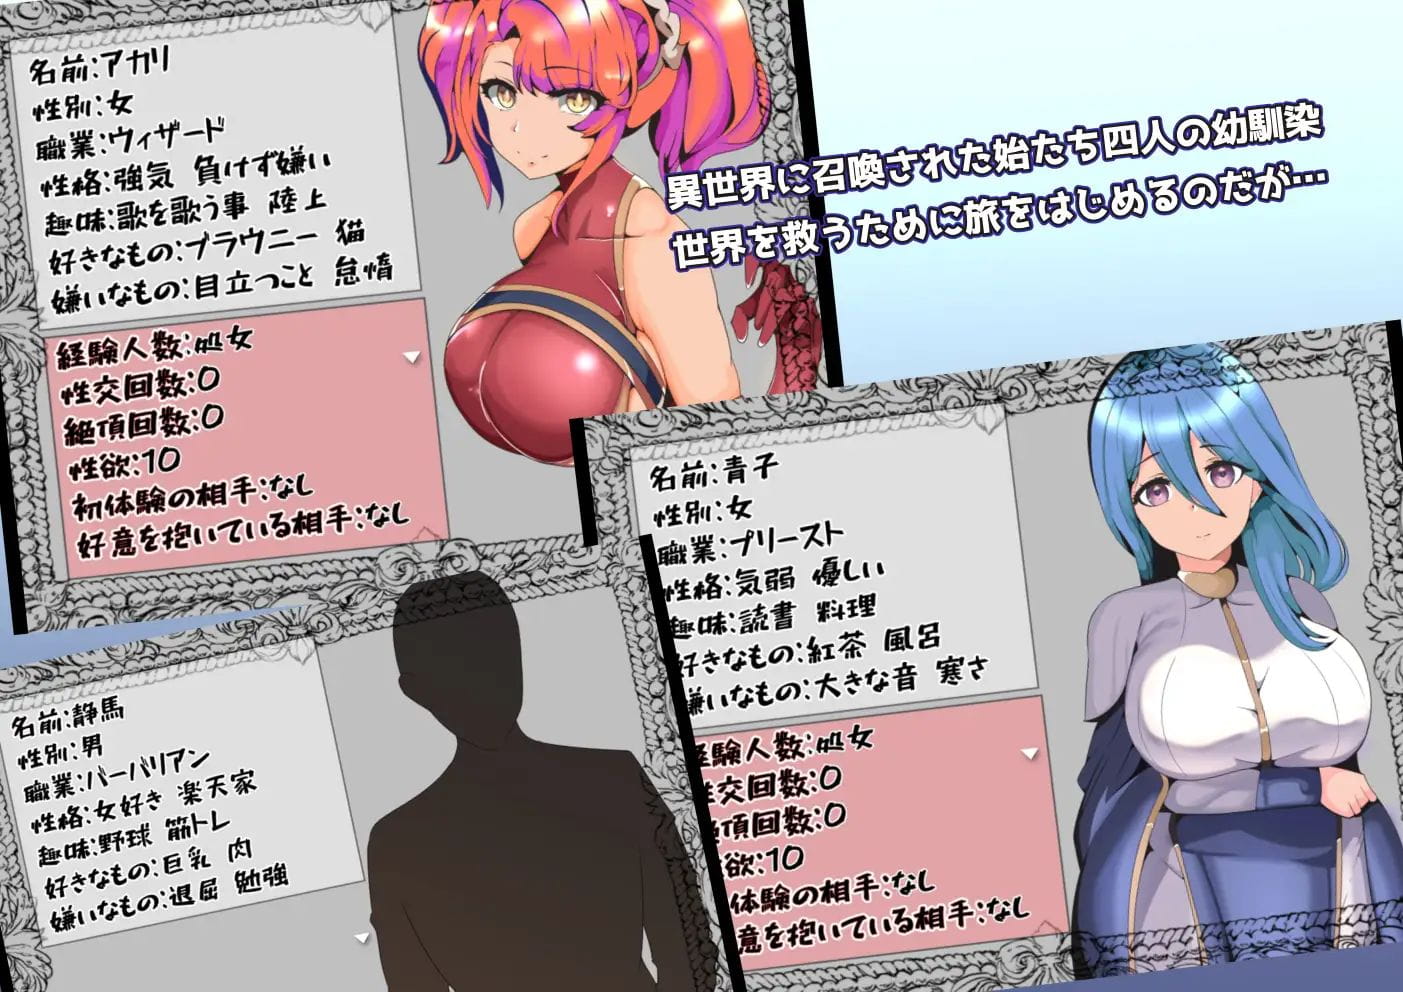 名前:アカリ
性別:女
職業:ウィザード
性格:強気 負けず嫌い
趣味:歌を歌う事 陸上
好きなもの:ブラウニー 猫
嫌いなもの:目立つこと 怠惰
経験人数:処女
性交回数:0
絶頂回数:0
性欲:10
初体験の相手:なし
好意を抱いている相手:なし
異世界に召喚された始たち四人の幼馴染
世界を救うために旅をはじめるのだが…
名前:青子
性別:女
職業:プリースト
性格:気弱 優しい
趣味:読書 料理
好きなもの:紅茶 風呂
嫌いなもの:大きな音 寒さ
経験人数:処女
性交回数:0
頂回数:0
欲:10
体験の相手:なし
意を抱いている相手:なし
名前:静馬
性別:男
職業:バーバリアン
性格:女好き 楽天家
趣味:野球 筋トレ
好きなもの:巨乳 肉
嫌いなもの:退屈 勉強